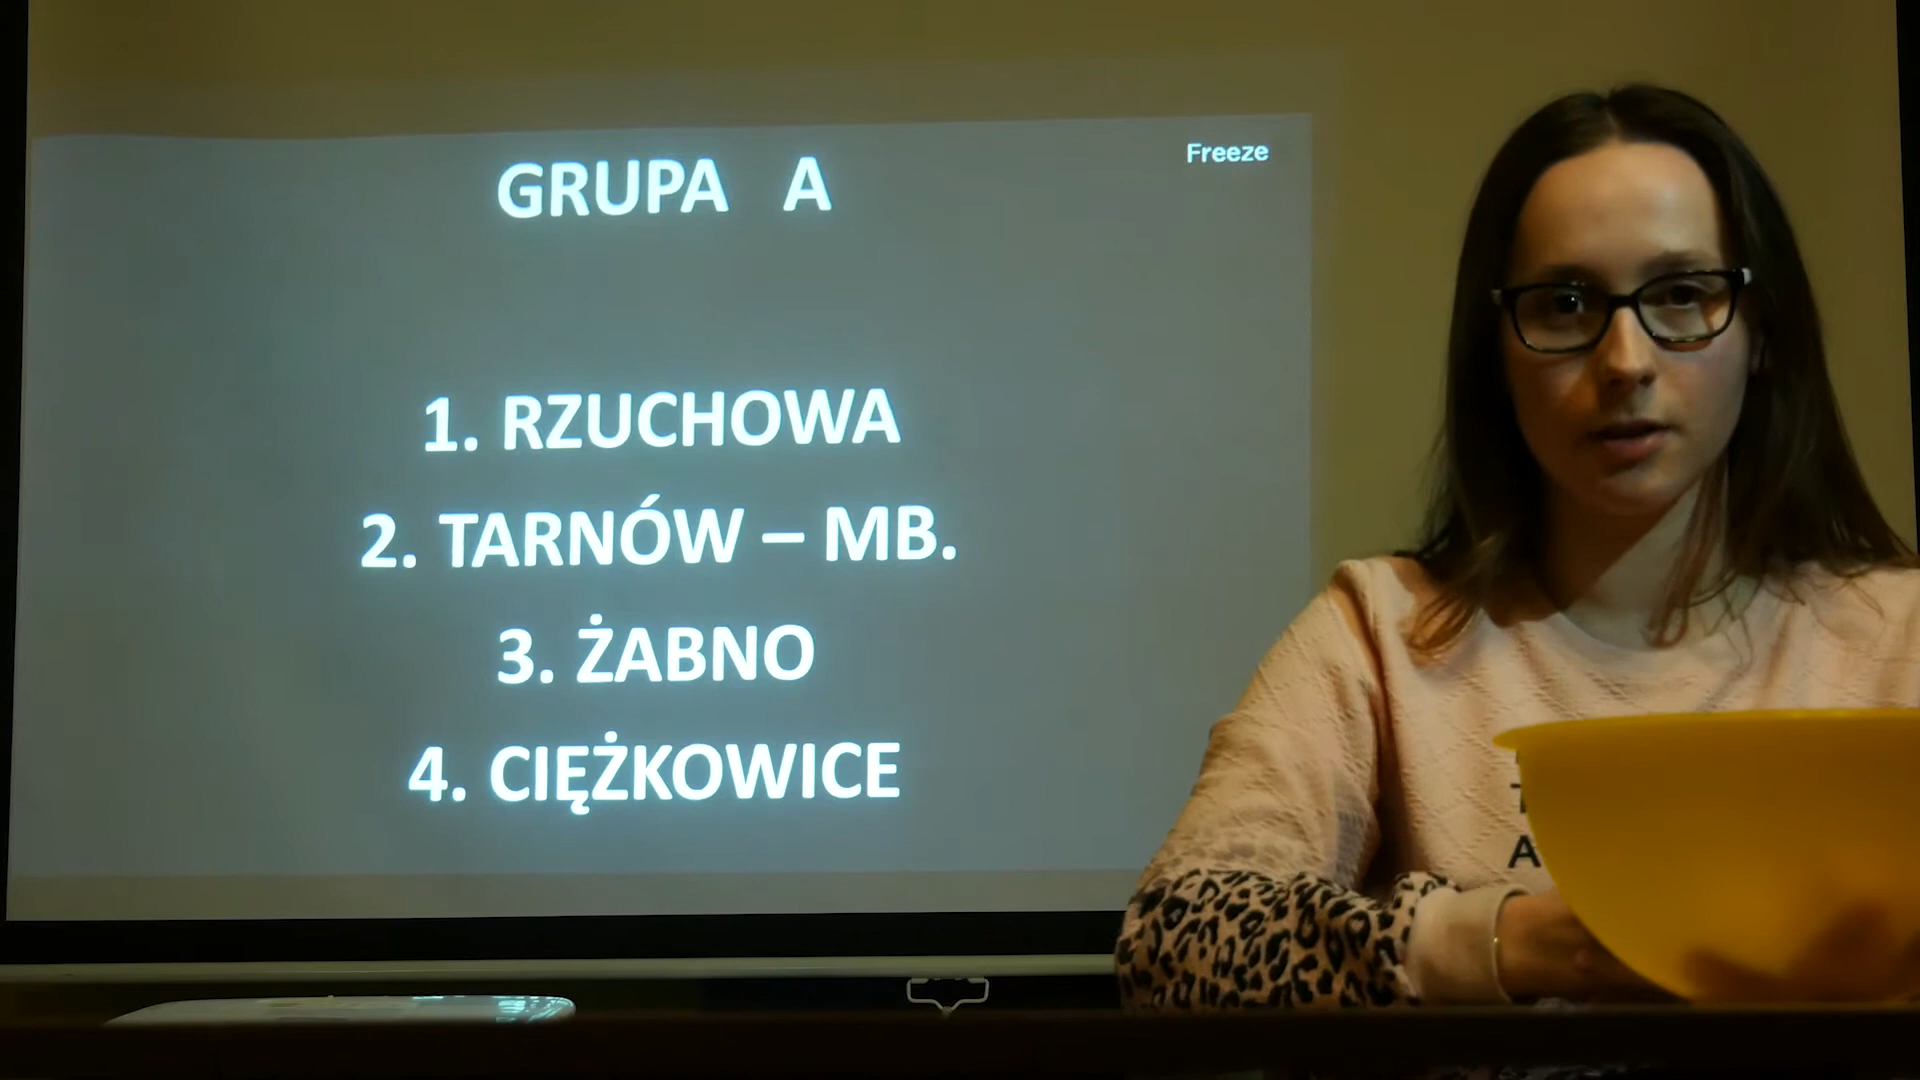 GRUPA A
Freeze
1. RZUCHOWA
2. TARNÓW – MB.
3. ŻABNO
4. CIĘŻKOWICE